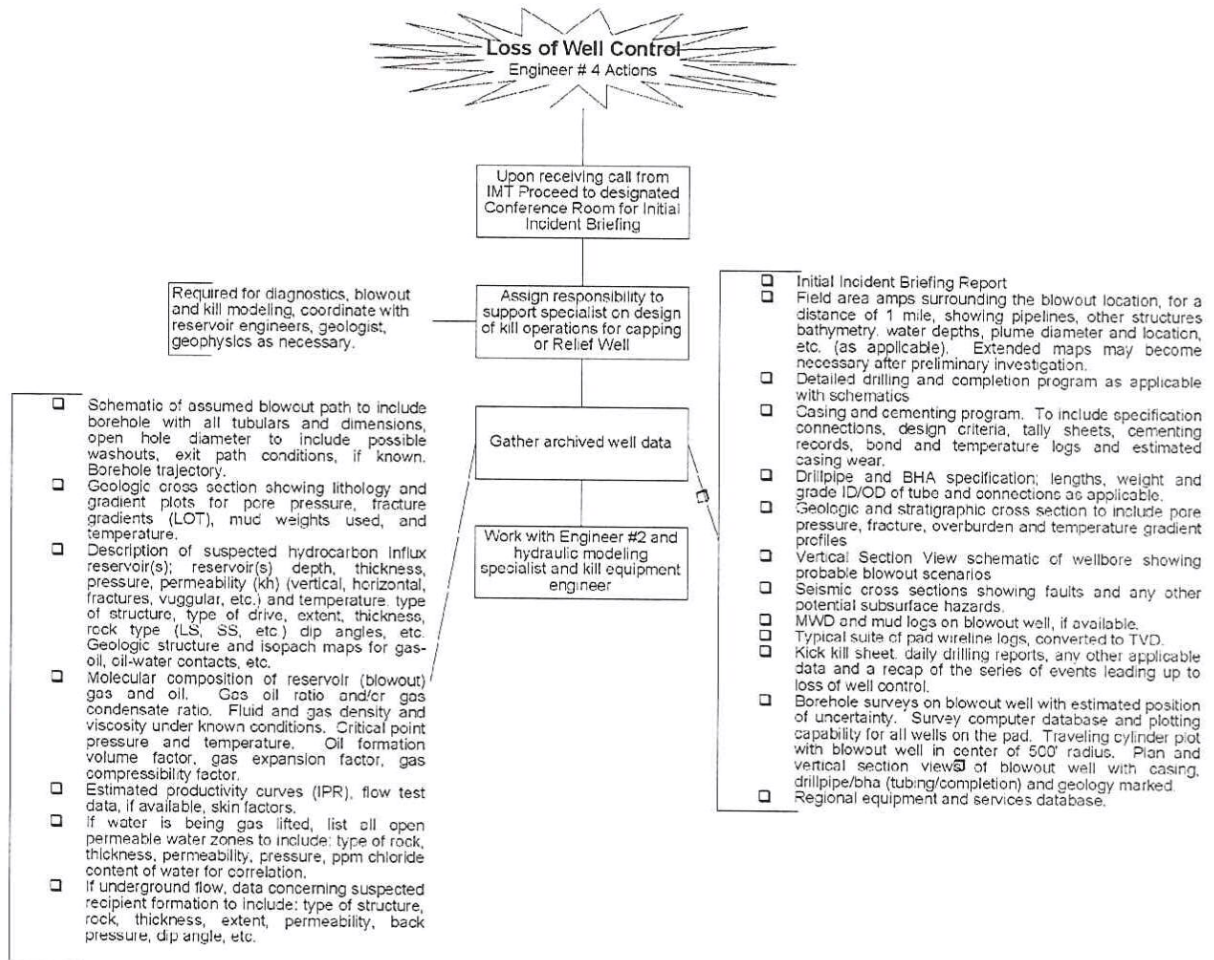 Loss of Well Control
Engineer # 4 Actions
Upon receiving call from
IMT Proceed to designated
Conference Room for Initial
Incident Briefing
Required for diagnostics, blowout
and kill modeling, coordinate with
reservoir engineers, geologist,
geophysics as necessary.
Assign responsibility to
support specialist on design
of kill operations for capping
or Relief Well
Gather archived well data
Work with Engineer #2 and
hydraulic modeling
specialist and kill equipment
engineer
Schematic of assumed blowout path to include
borehole with all tubulars and dimensions,
open hole diameter to include possible
washouts, exit path conditions, if known.
Borehole trajectory.
Geologic cross section showing lithology and
gradient plots for pore pressure, fracture
gradients (LOT), mud weights used, and
temperature.
Description of suspected hydrocarbon influx
reservoir(s); reservoir(s) depth, thickness,
pressure, permeability (kh) (vertical, horizontal,
fractures, vuggular, etc.) and temperature, type
of structure, type of drive, extent, thickness,
rock type (LS, SS, etc.) dip angles, etc.
Geologic structure and isopach maps for gas-
oil, oil-water contacts, etc.
Molecular composition of reservoir (blowout)
gas and oil. Gas oil ratio and/or gas
condensate ratio. Fluid and gas density and
viscosity under known conditions. Critical point
pressure and temperature. Oil formation
volume factor, gas expansion factor, gas
compressibility factor.
Estimated productivity curves (IPR), flow test
data, if available, skin factors.
If water is being gas lifted, list all open
permeable water zones to include: type of rock,
thickness, permeability, pressure, ppm chloride
content of water for correlation.
If underground flow, data concerning suspected
recipient formation to include: type of structure,
rock, thickness, extent, permeability, back
pressure, dip angle, etc.
Initial Incident Briefing Report
Field area amps surrounding the blowout location, for a
distance of 1 mile, showing pipelines, other structures
bathymetry, water depths, plume diameter and location,
etc. (as applicable). Extended maps may become
necessary after preliminary investigation.
Detailed drilling and completion program as applicable
with schematics
Casing and cementing program. To include specification
connections, design criteria, tally sheets, cementing
records, bond and temperature logs and estimated
casing wear.
Drillpipe and BHA specification; lengths, weight and
grade ID/OD of tube and connections as applicable.
Geologic and stratigraphic cross section to include pore
pressure, fracture, overburden and temperature gradient
profiles
Vertical Section View schematic of wellbore showing
probable blowout scenarios
Seismic cross sections showing faults and any other
potential subsurface hazards.
MWD and mud logs on blowout well, if available.
Typical suite of pad wireline logs, converted to TVD.
Kick kill sheet, daily drilling reports, any other applicable
data and a recap of the series of events leading up to
loss of well control.
Borehole surveys on blowout well with estimated position
of uncertainty. Survey computer database and plotting
capability for all wells on the pad. Traveling cylinder plot
with blowout well in center of 500' radius. Plan and
vertical section views of blowout well with casing,
drillpipe/bha (tubing/completion) and geology marked.
Regional equipment and services database.